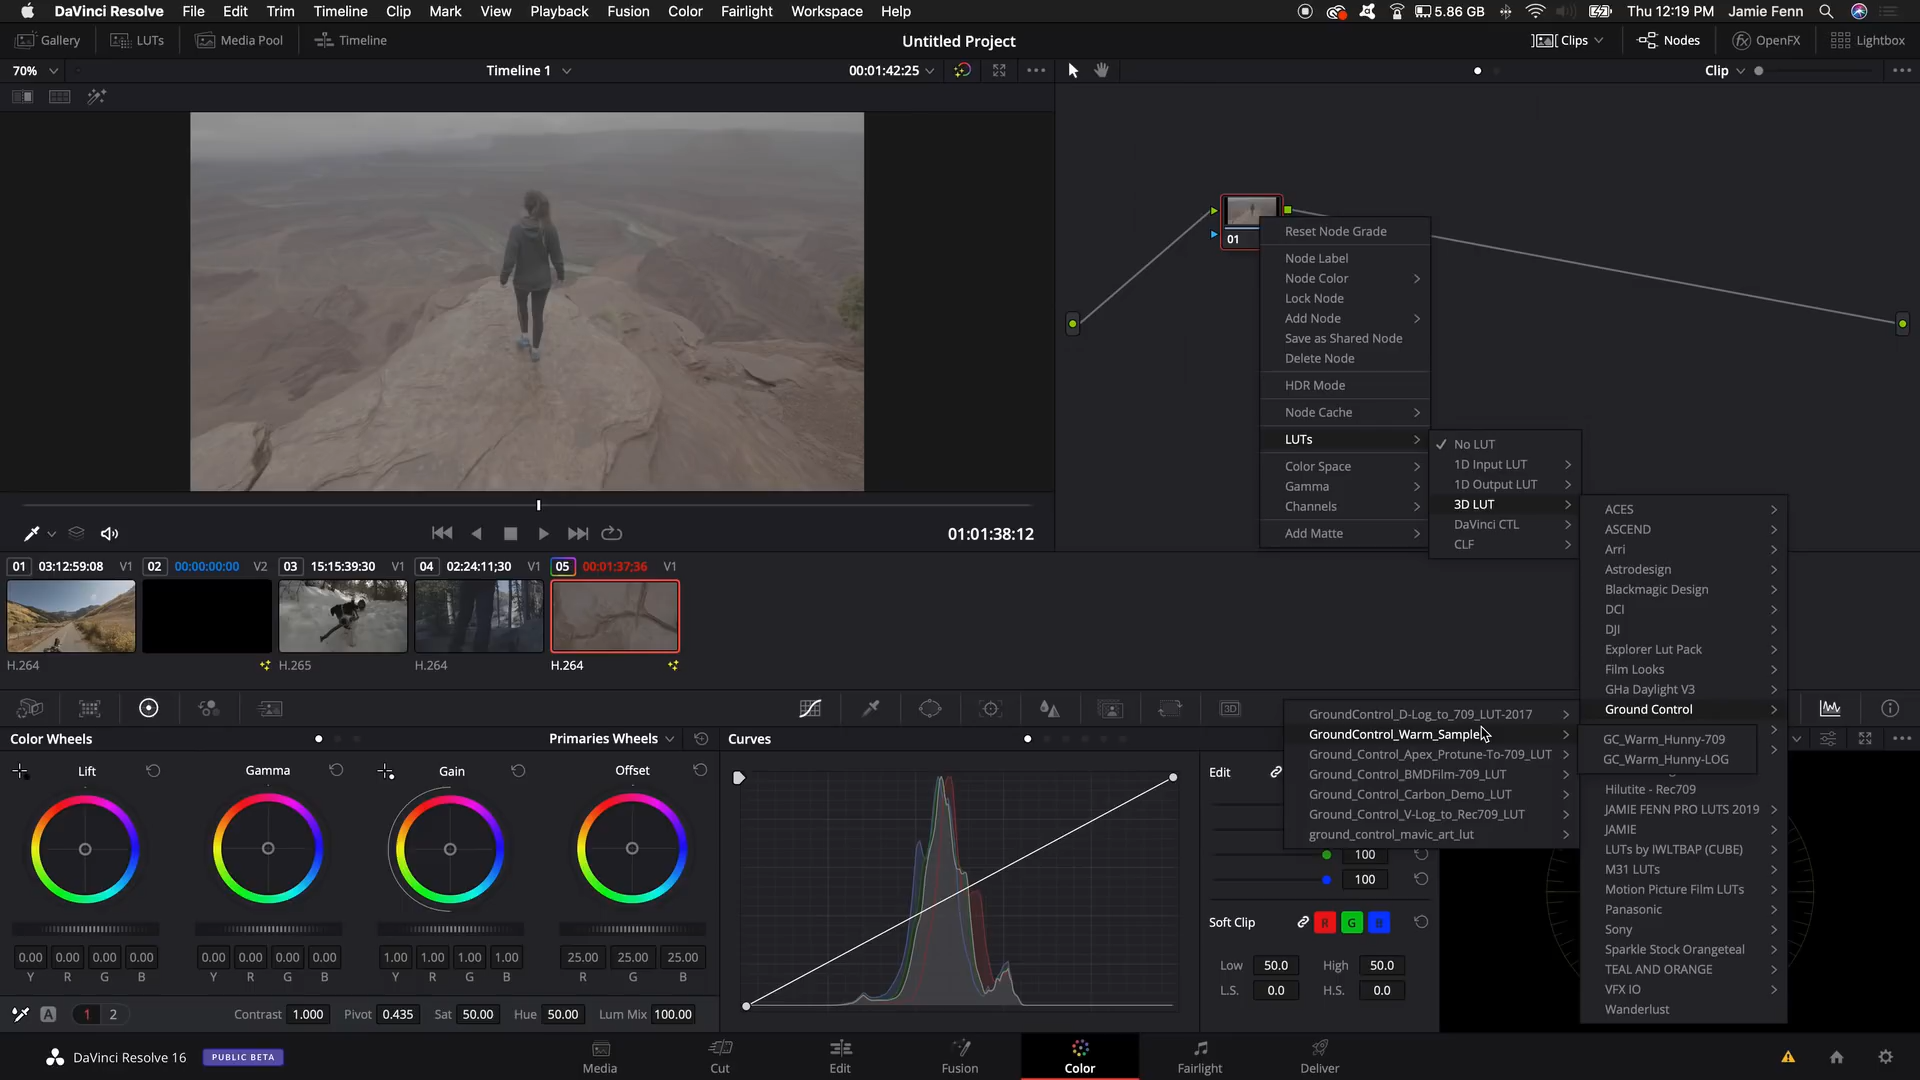 DaVinci Resolve File Edit Trim Timeline Clip Mark View Playback Fusion Color Fairlight Workspace Help 5.86 GB Thu 12:19 PM Jamie Fenn
Gallery LUTs Media Pool Timeline Untitled Project Clips Nodes OpenFX Lightbox
70% Timeline 1 00:01:42:25 Clip
01
Reset Node Grade
Node Label
Node Color
Lock Node
Add Node
Save as Shared Node
Delete Node
HDR Mode
Node Cache
LUTs
Color Space
Gamma
Channels
Add Matte
No LUT
1D Input LUT
1D Output LUT
3D LUT
DaVinci CTL
CLF
ACES
ASCEND
Arri
Astrodesign
Blackmagic Design
DCI
DJI
Explorer Lut Pack
Film Looks
GHa Daylight V3
Ground Control
Hilutite - Rec709
JAMIE FENN PRO LUTS 2019
JAMIE
LUTs by IWLTBAP (CUBE)
M31 LUTs
Motion Picture Film LUTs
Panasonic
Sony
Sparkle Stock Orangeteal
TEAL AND ORANGE
VFX IO
Wanderlust
GroundControl_D-Log_to_709_LUT-2017
GroundControl_Warm_Sample
Ground_Control_Apex_Protune-To-709_LUT
Ground_Control_BMDFilm-709_LUT
Ground_Control_Carbon_Demo_LUT
Ground_Control_V-Log_to_Rec709_LUT
ground_control_mavic_art_lut
GC_Warm_Hunny-709
GC_Warm_Hunny-LOG
01:01:38:12
01 03:12:59:08 V1 02 00:00:00:00 V2 03 15:15:39:30 V1 04 02:24:11;30 V1 05 00:01:37;36 V1
H.264 H.265 H.264 H.264
3D
Color Wheels Primaries Wheels Curves
Lift Gamma Gain Offset Edit
100
100
Soft Clip R G B
0.00 0.00 0.00 0.00 0.00 0.00 0.00 0.00 1.00 1.00 1.00 1.00 25.00 25.00 25.00
Y R G B Y R G B Y R G B R G B
Low 50.0 High 50.0
L.S. 0.0 H.S. 0.0
A 1 2 Contrast 1.000 Pivot 0.435 Sat 50.00 Hue 50.00 Lum Mix 100.00
DaVinci Resolve 16 PUBLIC BETA Media Cut Edit Fusion Color Fairlight Deliver